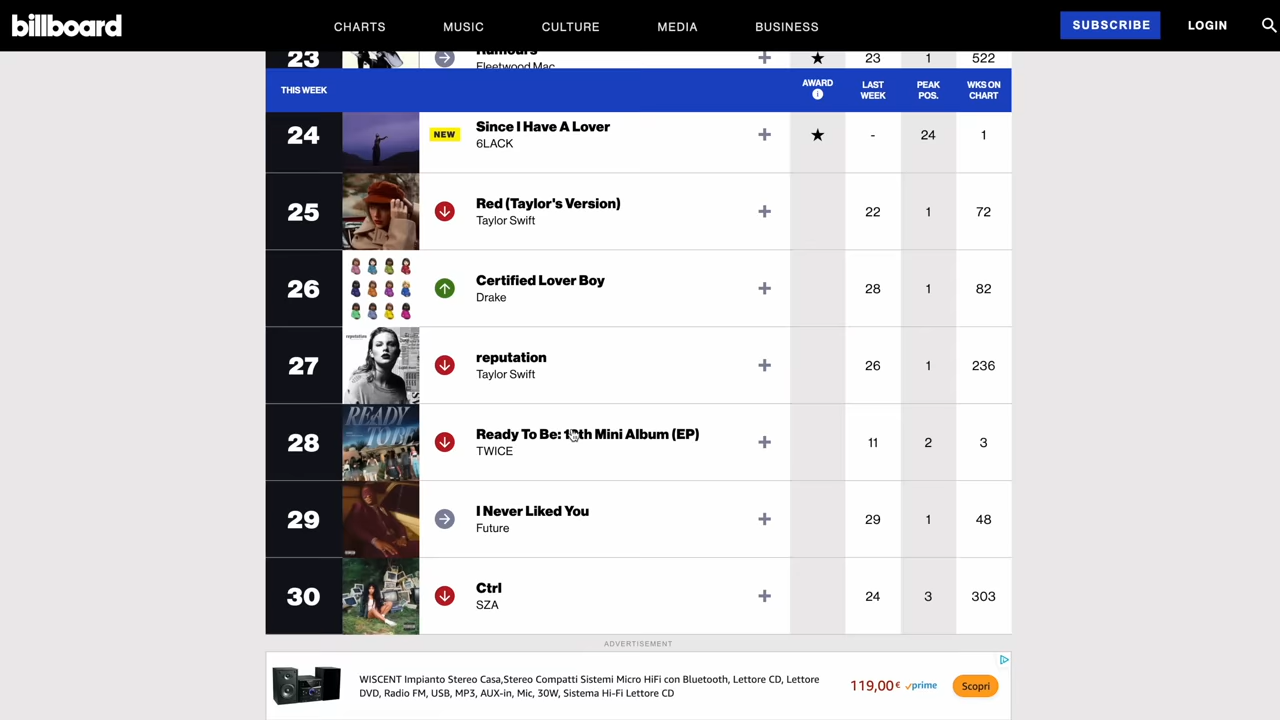 billboard
CHARTS MUSIC CULTURE MEDIA BUSINESS SUBSCRIBE LOGIN
23 Rumours 23 1 522
Fleetwood Mac
THIS WEEK AWARD LAST WEEK PEAK POS. WKS ON CHART
24 NEW Since I Have A Lover - 24 1
6LACK
25 Red (Taylor's Version) 22 1 72
Taylor Swift
26 Certified Lover Boy 28 1 82
Drake
reputation
27 reputation 26 1 236
Taylor Swift
READY TO BE
28 Ready To Be: Mini Album (EP) 11 2 3
TWICE
29 I Never Liked You 29 1 48
Future
30 Ctrl 24 3 303
SZA
ADVERTISEMENT
WISCENT Impianto Stereo Casa,Stereo Compatti Sistemi Micro HiFi con Bluetooth, Lettore CD, Lettore
DVD, Radio FM, USB, MP3, AUX-in, Mic, 30W, Sistema Hi-Fi Lettore CD
119,00€ prime Scopri